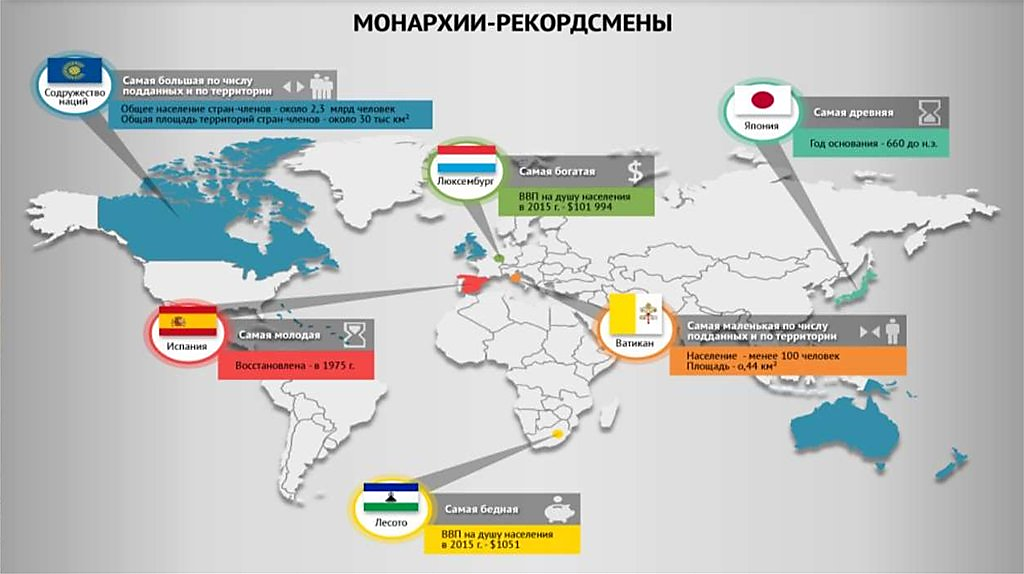 МОНАРХИИ-РЕКОРДСМЕНЫ
Содружество
наций
Самая большая по числу
подданных и по территории
Общее население стран-членов - около 2,3 млрд человек
Общая площадь территорий стран-членов - около 30 тыс км²
Япония
Самая древняя
Год основания - 660 до н.э.
Люксембург
Самая богатая
$
ВВП на душу населения
в 2015 г. - $101 994
Испания
Самая молодая
Восстановлена - в 1975 г.
Ватикан
Самая маленькая по числу
подданных и по территории
Население - менее 100 человек
Площадь - 0,44 км²
Лесото
Самая бедная
ВВП на душу населения
в 2015 г. - $1051